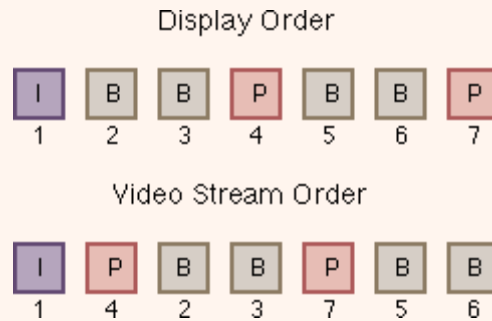 Display Order
I B B P B B P
1 2 3 4 5 6 7
Video Stream Order
I P B B P B B
1 4 2 3 7 5 6